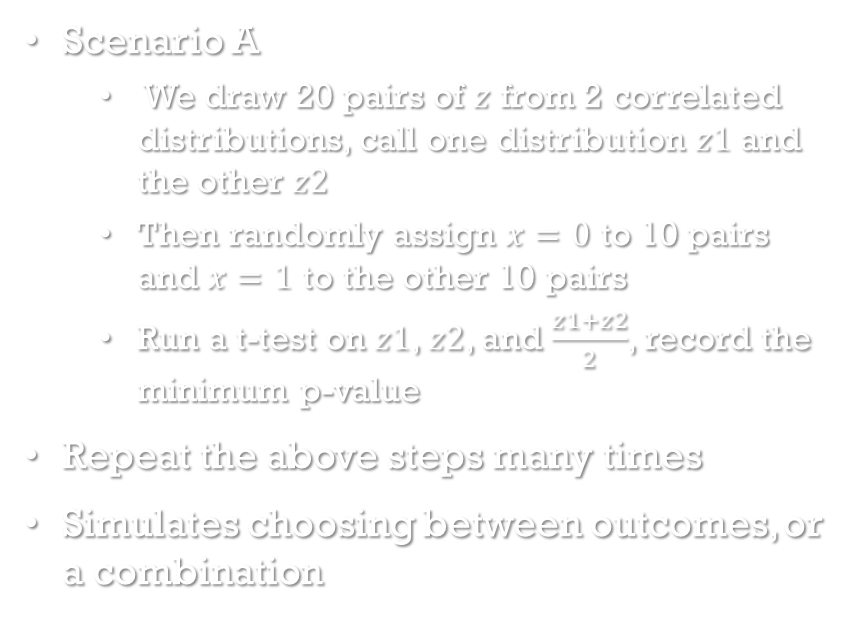 • Scenario A
• We draw 20 pairs of z from 2 correlated
distributions, call one distribution z1 and
the other z2
• Then randomly assign x = 0 to 10 pairs
and x = 1 to the other 10 pairs
• Run a t-test on z1, z2, and (z1+z2)/2, record the
minimum p-value
• Repeat the above steps many times
• Simulates choosing between outcomes, or
a combination